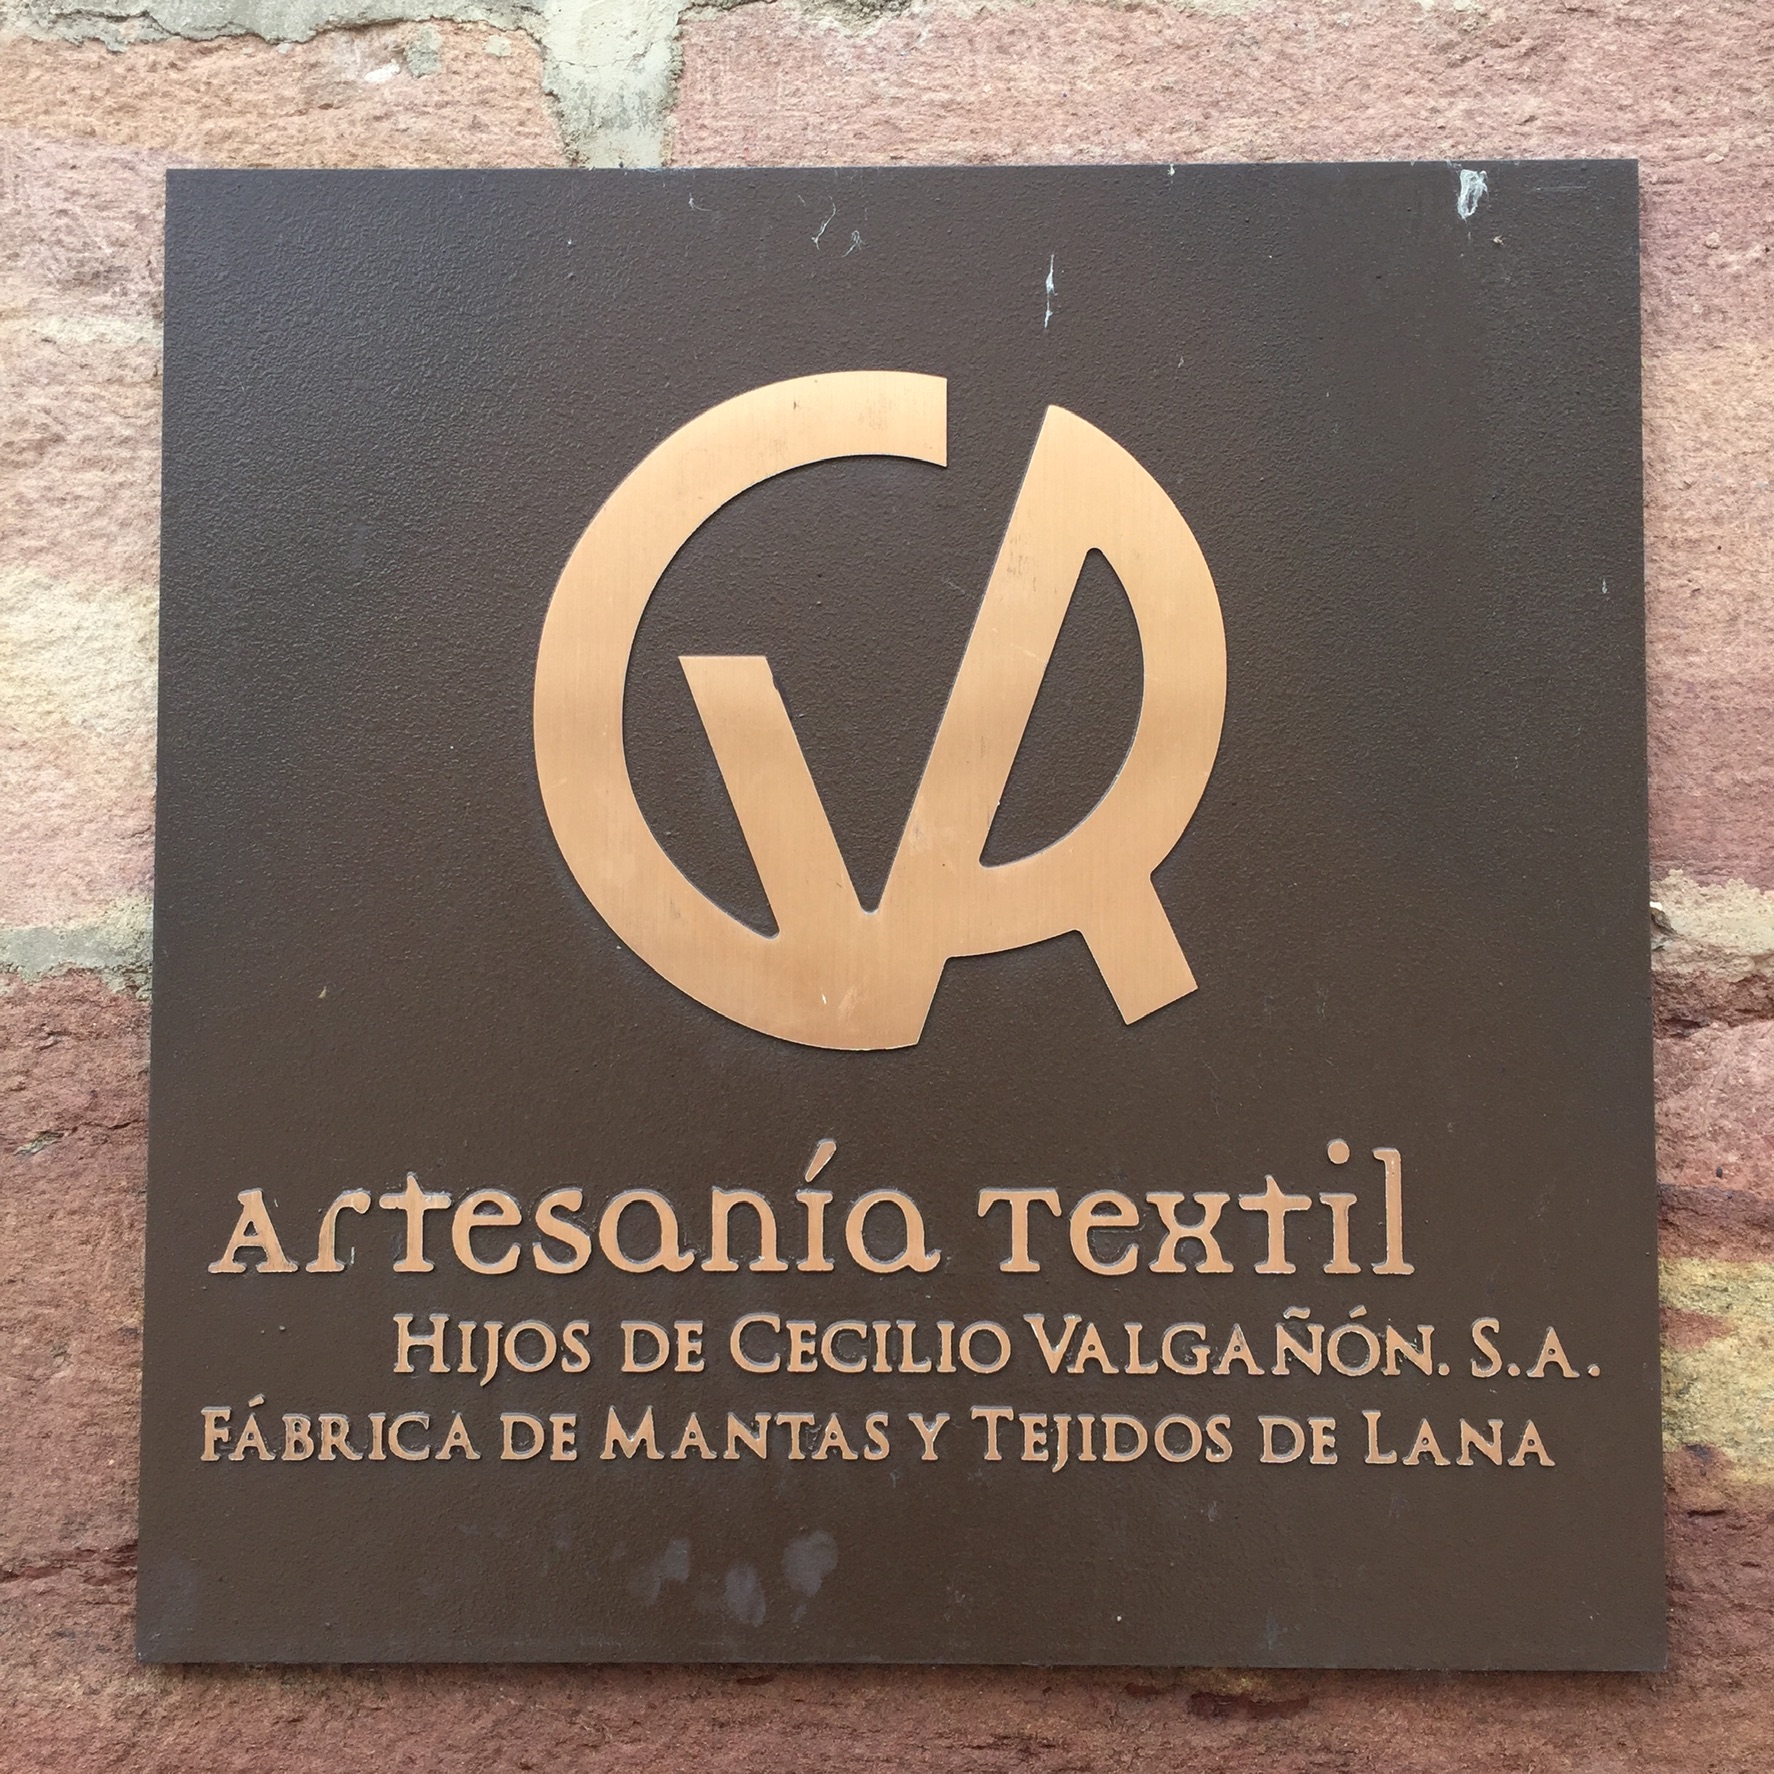 Artesanía Textil
HIJOS DE CECILIO VALGAÑÓN. S.A.
FÁBRICA DE MANTAS Y TEJIDOS DE LANA